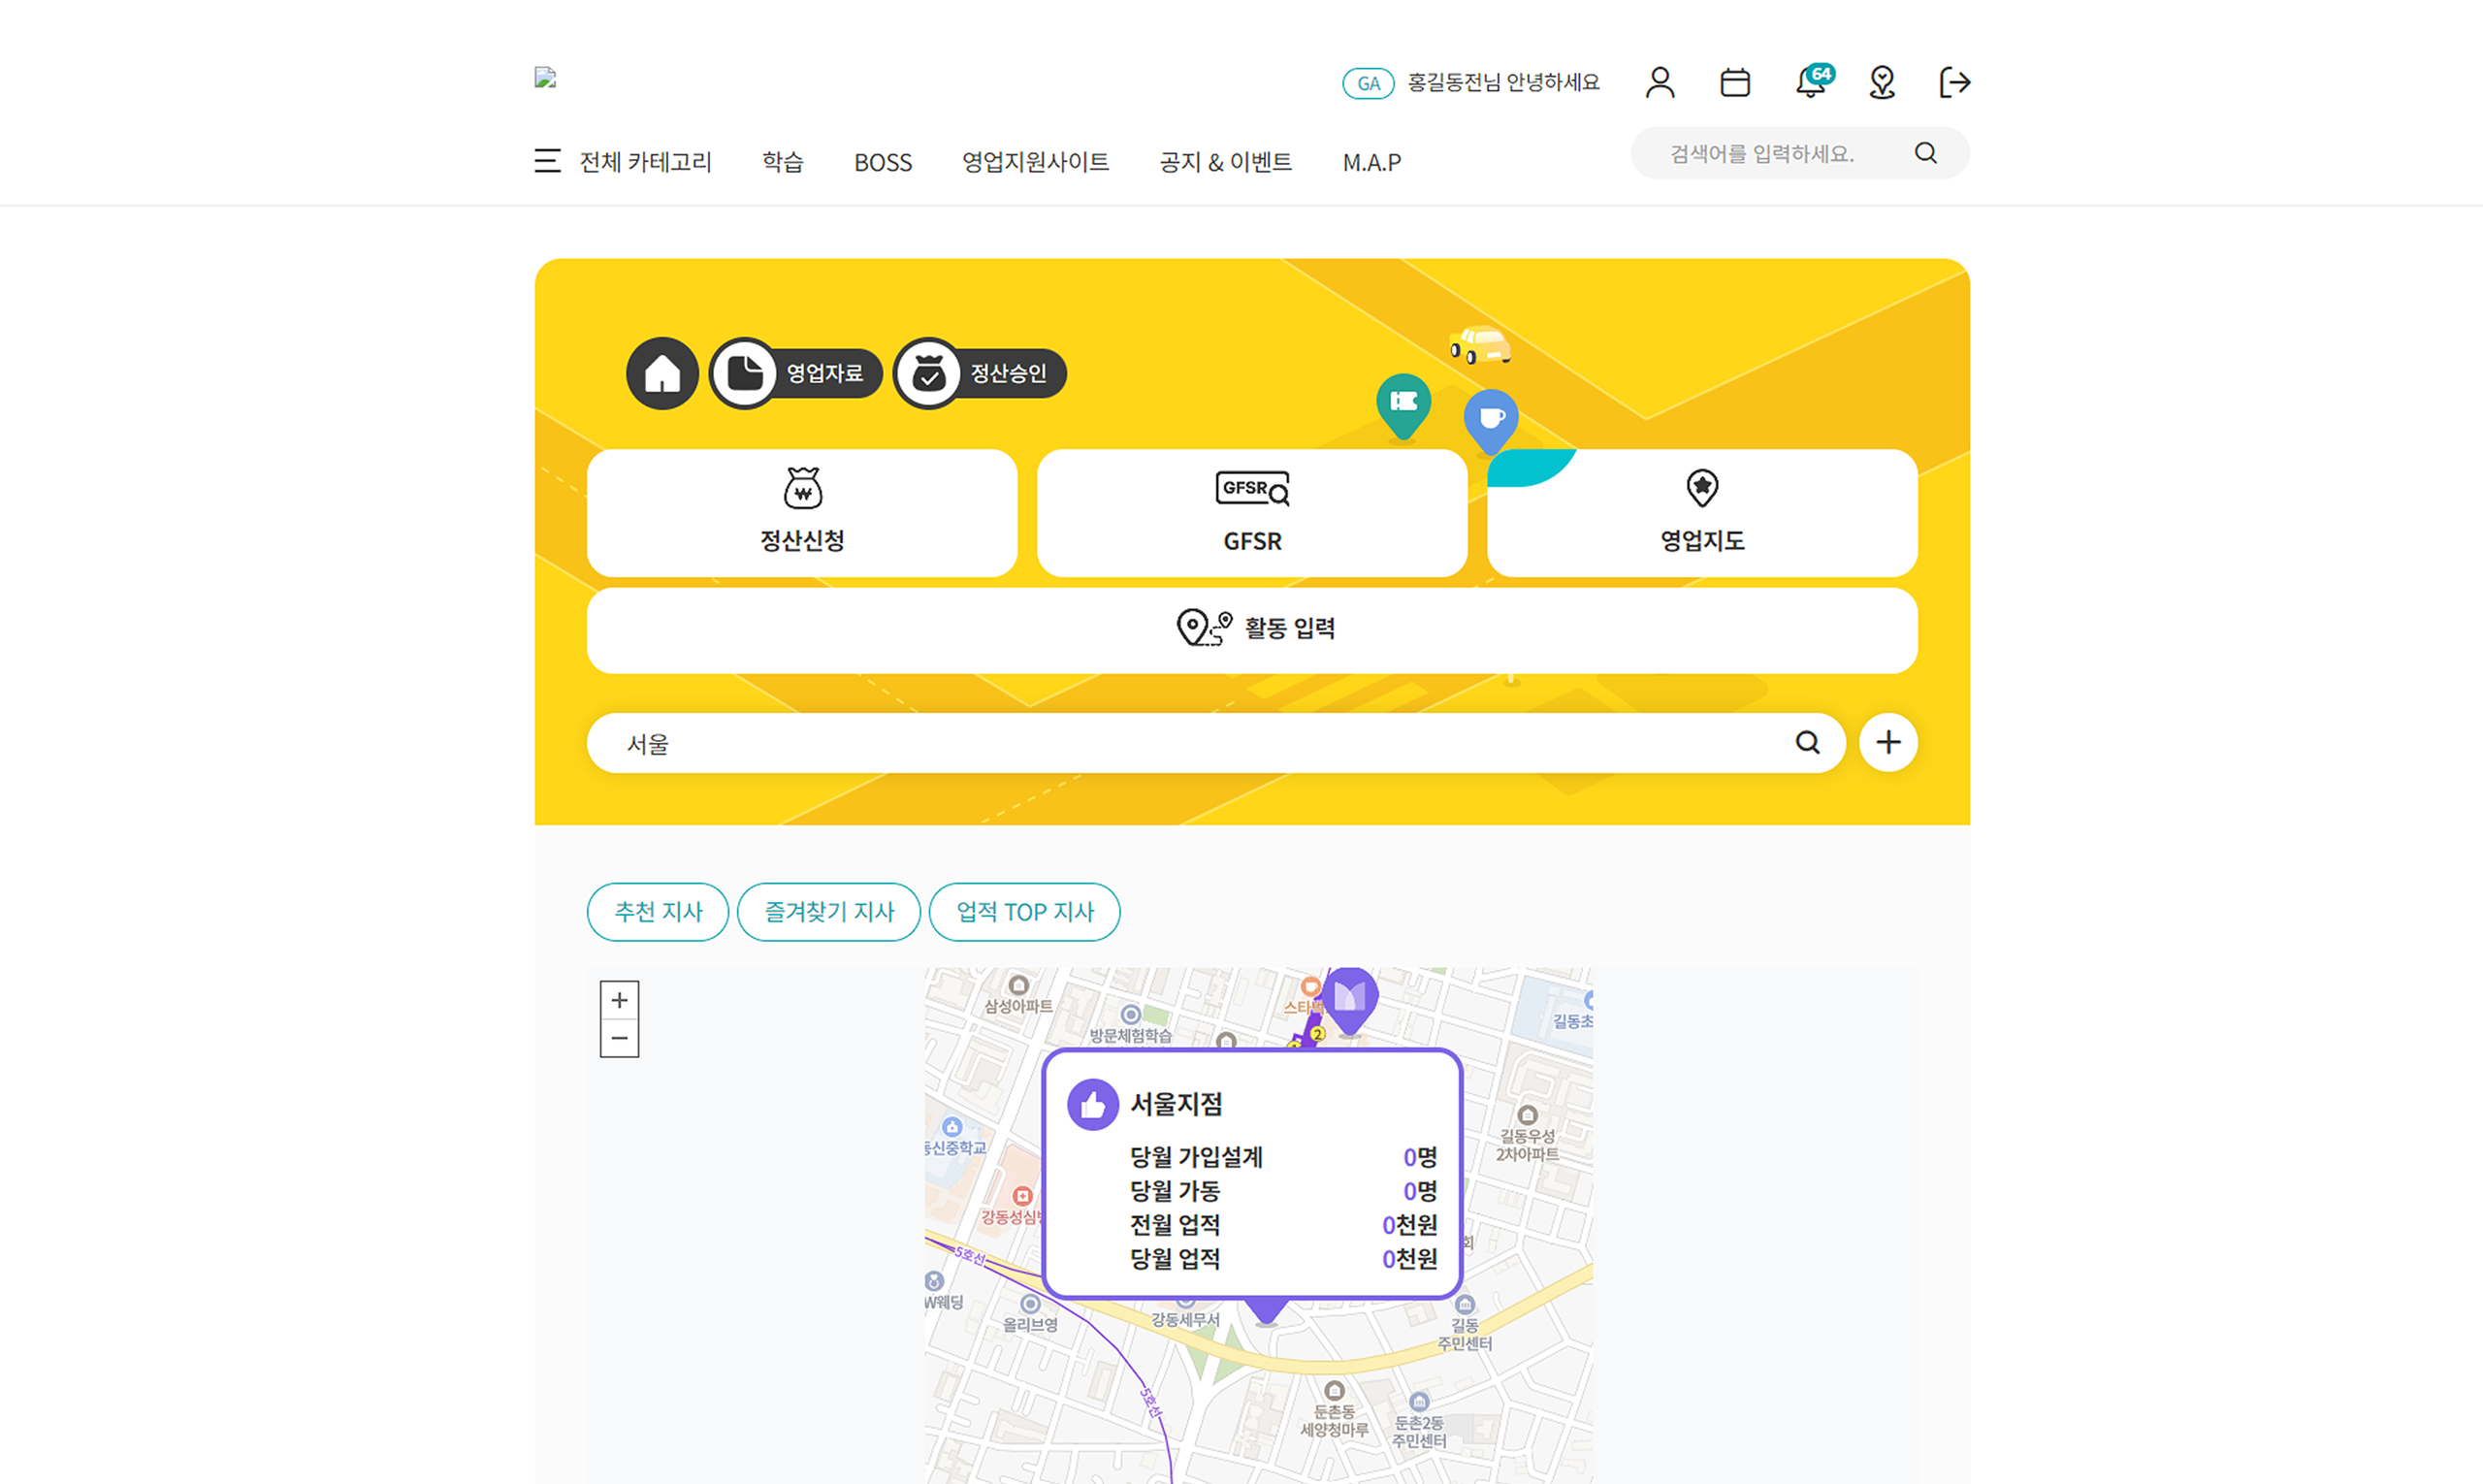 GA 홍길동전님 안녕하세요 64
전체 카테고리 학습 BOSS 영업지원사이트 공지 & 이벤트 M.A.P 검색어를 입력하세요.
영업자료 정산승인
GFSR
정산신청 GFSR 영업지도
활동 입력
서울
추천 지사 즐겨찾기 지사 업적 TOP 지사
+
−
삼성아파트
방문체험학습
2
길동초
서울지점
당월 가입설계 0명
당월 가동 0명
전월 업적 0천원
당월 업적 0천원
동신중학교
강동성심
길동우성
2차아파트
회
5호선
W웨딩
올리브영
강동세무서
길동
주민센터
5호선
둔촌동
세양청마루
둔촌2동
주민센터